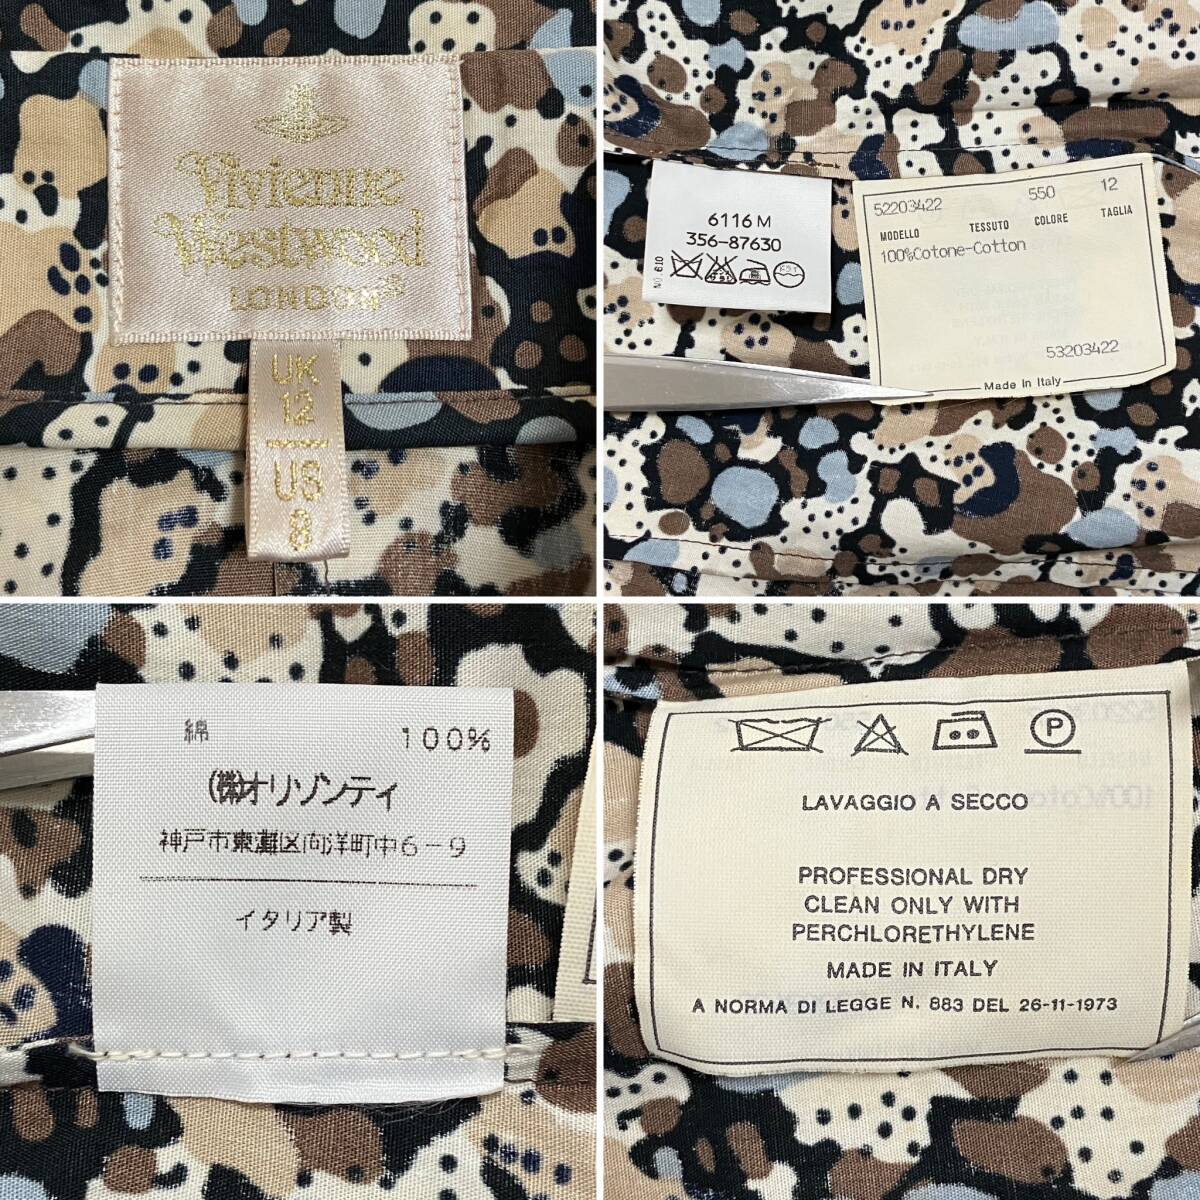 Vivienne
Westwood
LONDON
UK
12
US
8
6116 M
356-87630
NO. 610
52203422 550 12
MODELLO TESSUTO COLORE TAGLIA
100%Cotone-Cotton
53203422
Made in Italy
綿 100%
(株)オリゾンティ
神戸市東灘区向洋町中6-9
イタリア製
P
LAVAGGIO A SECCO
PROFESSIONAL DRY
CLEAN ONLY WITH
PERCHLORETHYLENE
MADE IN ITALY
A NORMA DI LEGGE N. 883 DEL 26-11-1973